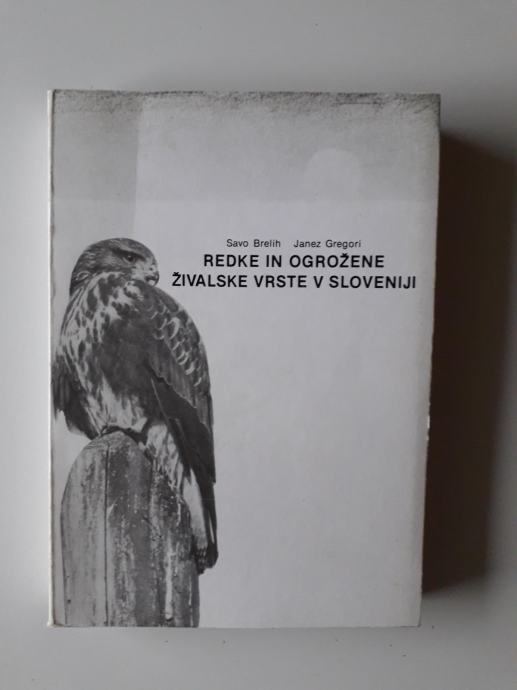 Savo Brelih Janez Gregori
REDKE IN OGROŽENE
ŽIVALSKE VRSTE V SLOVENIJI